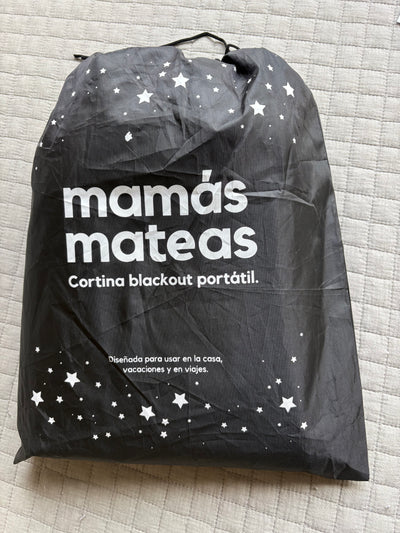 mamás
mateas
Cortina blackout portátil.
Diseñada para usar en la casa,
vacaciones y en viajes.